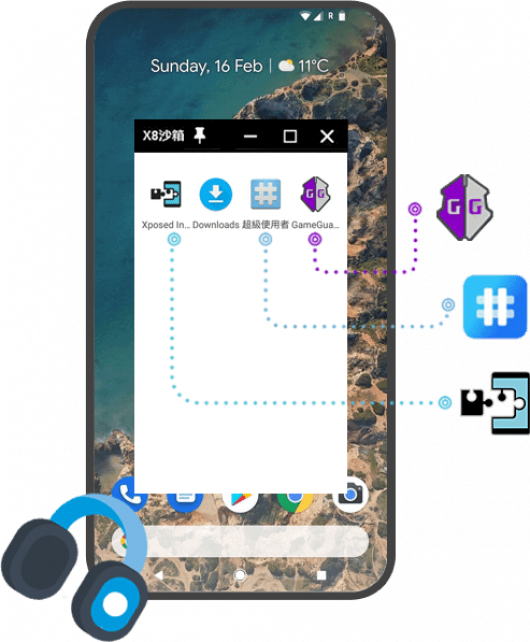 R
Sunday, 16 Feb | 11°C
X8沙箱
Xposed In... Downloads 超級使用者 GameGua...
G G
G G